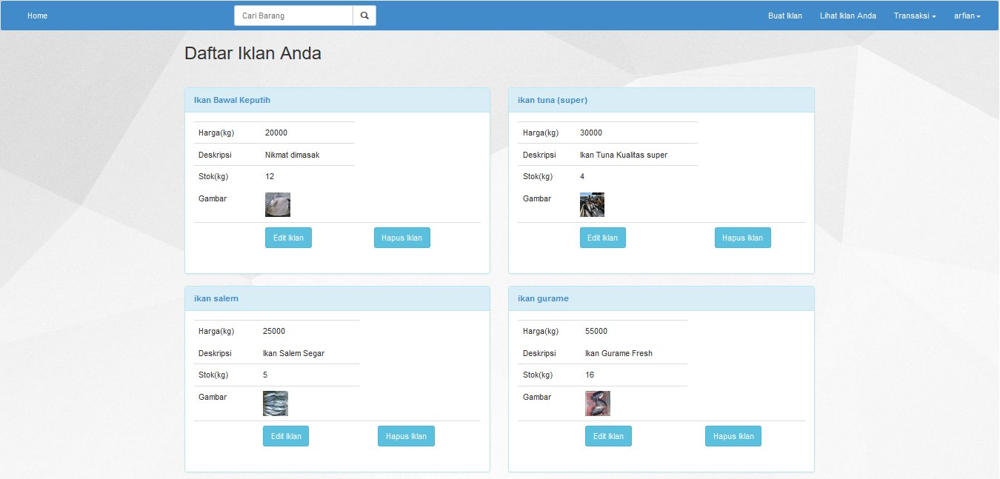 Home Cari Barang Buat Iklan Lihat Iklan Anda Transaksi arfian
Daftar Iklan Anda
Ikan Bawal Keputih
Harga(kg) 20000
Deskripsi Nikmat dimasak
Stok(kg) 12
Gambar
Edit Iklan Hapus Iklan
ikan tuna (super)
Harga(kg) 30000
Deskripsi Ikan Tuna Kualitas super
Stok(kg) 4
Gambar
Edit Iklan Hapus Iklan
ikan salem
Harga(kg) 25000
Deskripsi Ikan Salem Segar
Stok(kg) 5
Gambar
Edit Iklan Hapus Iklan
ikan gurame
Harga(kg) 55000
Deskripsi Ikan Gurame Fresh
Stok(kg) 16
Gambar
Edit Iklan Hapus Iklan